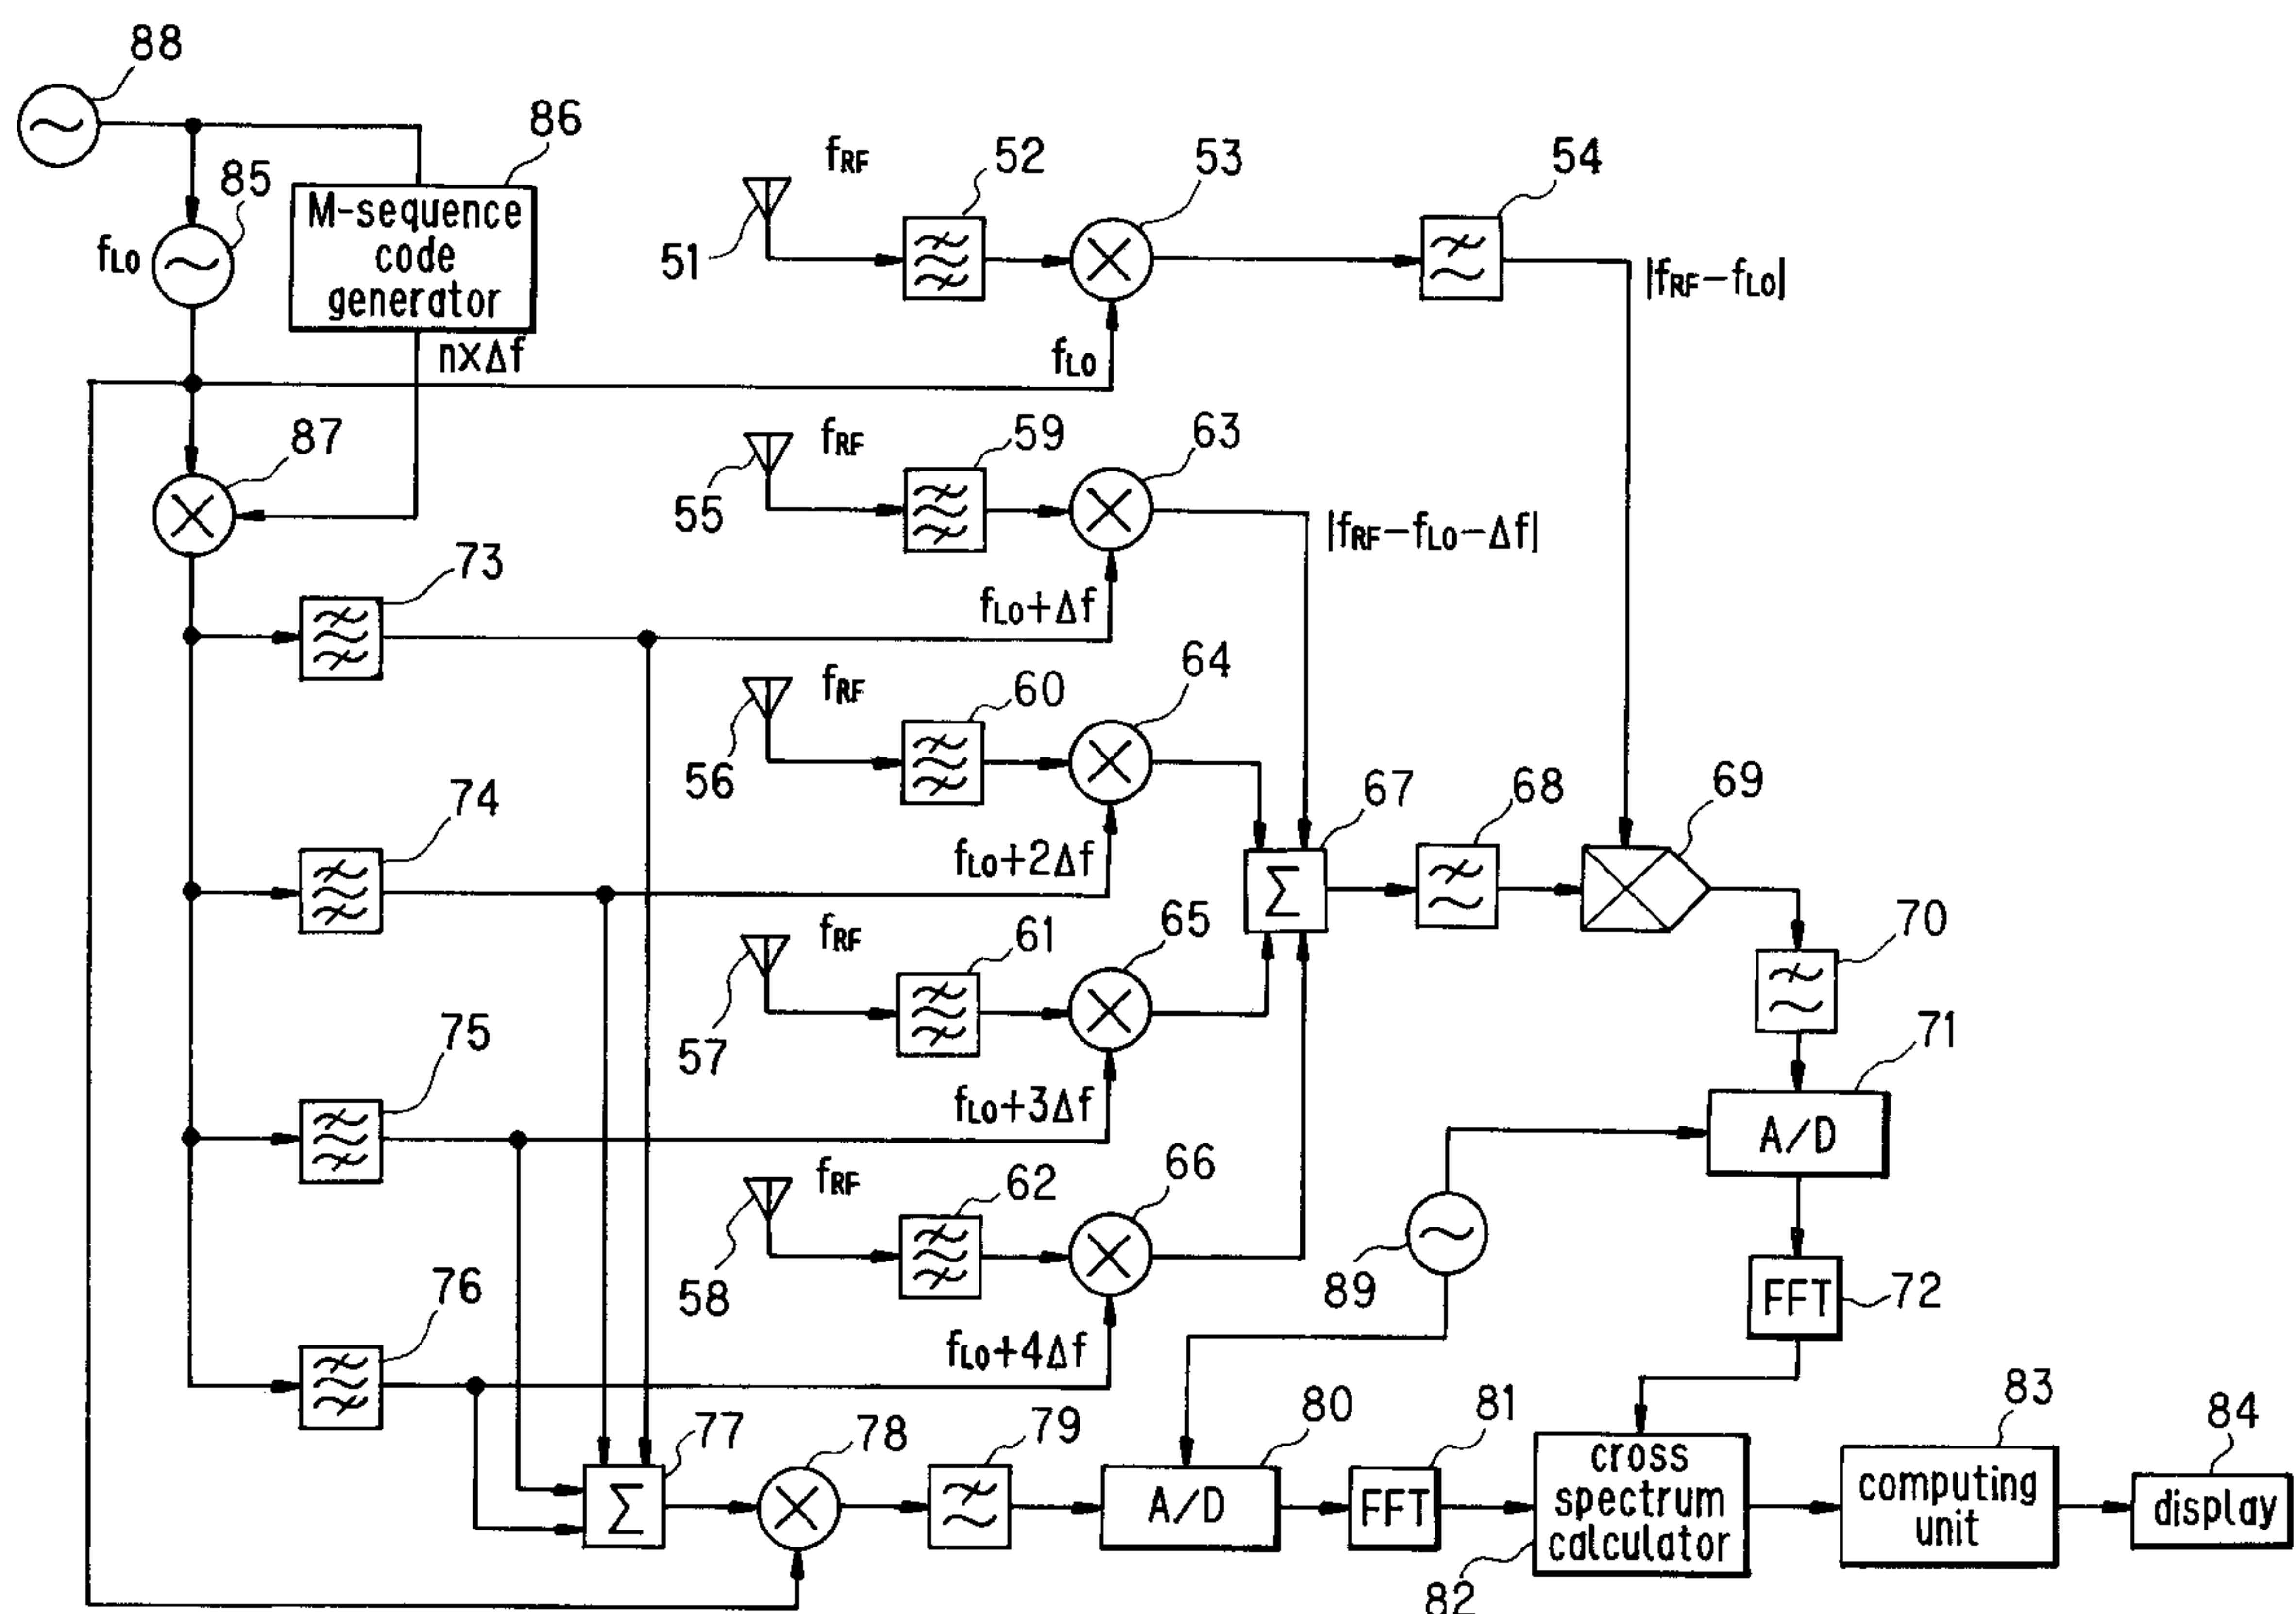 88
86
85
M-sequence
code
generator
fLO
n×Δf
fRF
52
53
54
51
|fRF−fLO|
fLO
87
fRF
59
63
55
|fRF−fLO−Δf|
73
fLO+Δf
64
fRF
60
56
67
68
69
74
fLO+2Δf
Σ
fRF
61
65
70
57
71
75
fLO+3Δf
A/D
fRF
62
66
58
89
FFT
72
76
fLO+4Δf
77
78
79
80
81
83
84
Σ
A/D
FFT
cross
spectrum
calculator
computing
unit
display
82